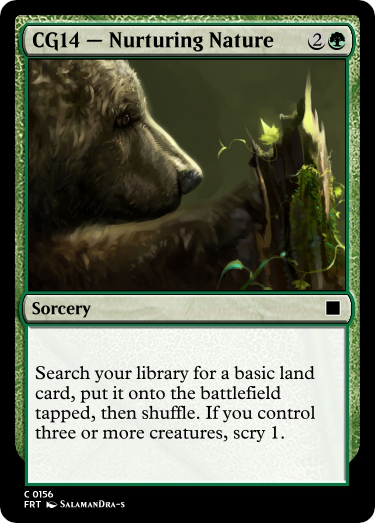 CG14 — Nurturing Nature 2
Sorcery
Search your library for a basic land
card, put it onto the battlefield
tapped, then shuffle. If you control
three or more creatures, scry 1.
C 0156
FRT SalamanDra-s